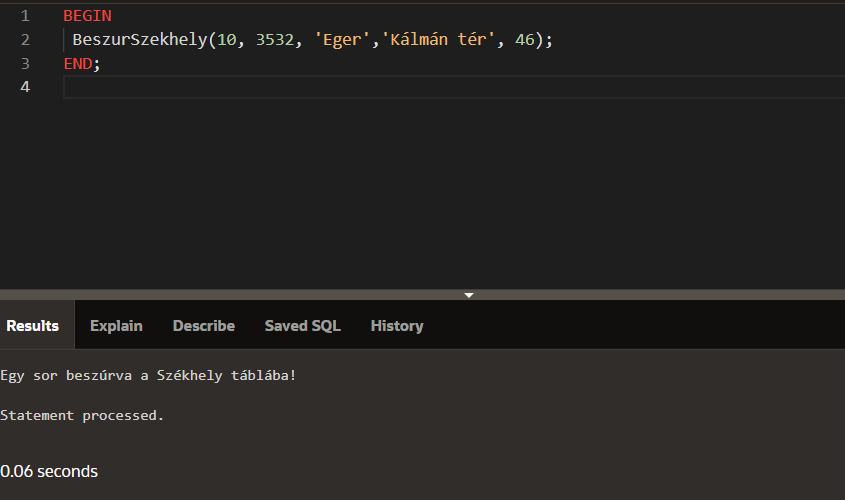 1 BEGIN
2 BeszurSzekhely(10, 3532, 'Eger','Kálmán tér', 46);
3 END;
4
Results Explain Describe Saved SQL History
Egy sor beszúrva a Székhely táblába!
Statement processed.
0.06 seconds